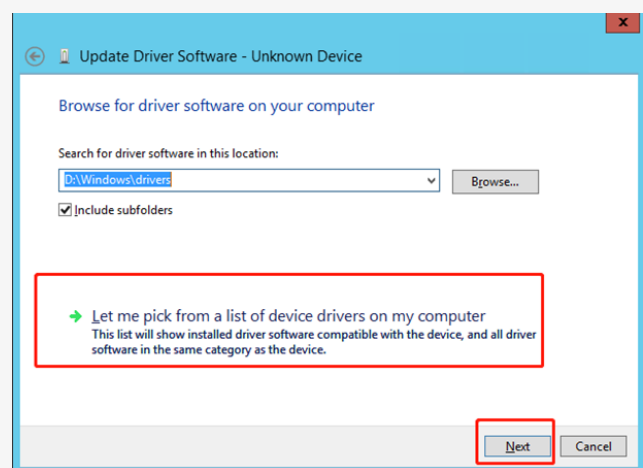 x
Update Driver Software - Unknown Device
Browse for driver software on your computer
Search for driver software in this location:
D:\Windows\drivers
Browse...
Include subfolders
Let me pick from a list of device drivers on my computer
This list will show installed driver software compatible with the device, and all driver
software in the same category as the device.
Next Cancel